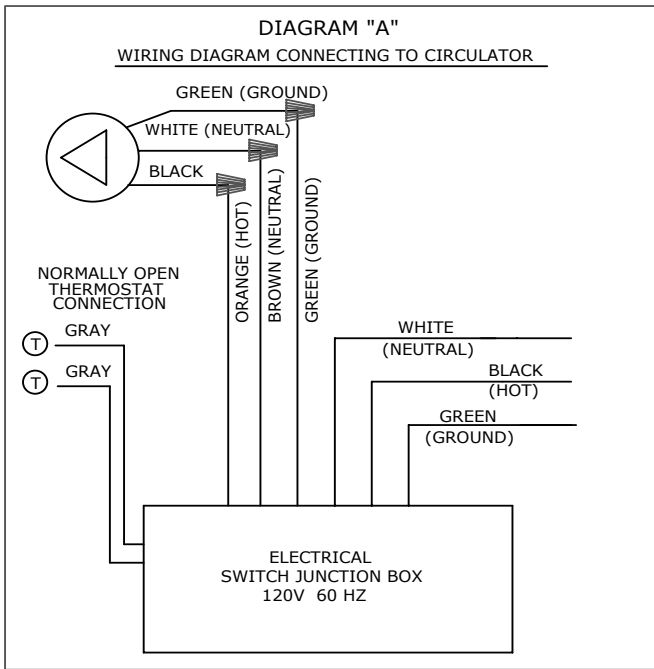 DIAGRAM "A"
WIRING DIAGRAM CONNECTING TO CIRCULATOR
GREEN (GROUND)
WHITE (NEUTRAL)
BLACK
ORANGE (HOT)
BROWN (NEUTRAL)
GREEN (GROUND)
NORMALLY OPEN
THERMOSTAT
CONNECTION
T
GRAY
T
GRAY
WHITE
(NEUTRAL)
BLACK
(HOT)
GREEN
(GROUND)
ELECTRICAL
SWITCH JUNCTION BOX
120V 60 HZ